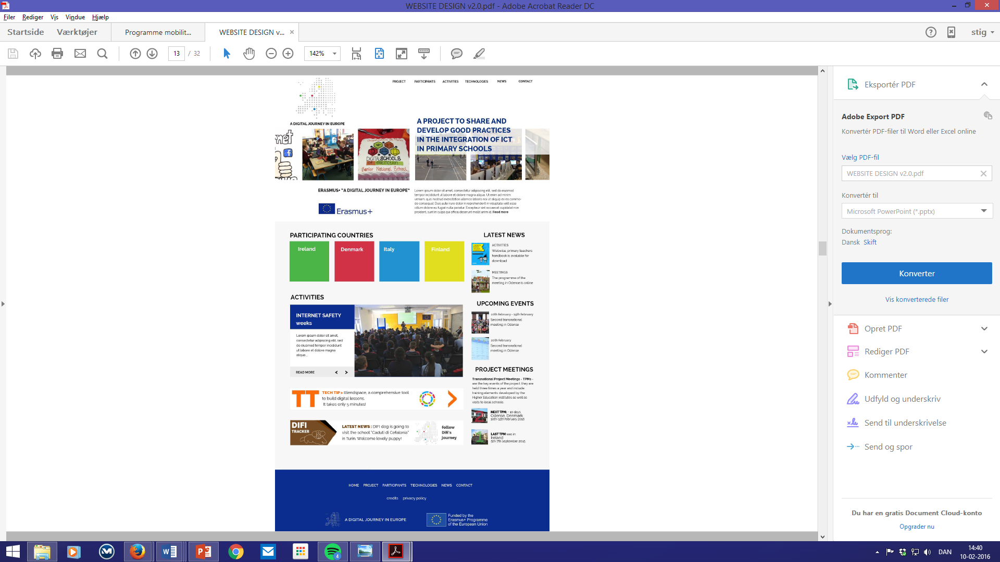 WEBSITE DESIGN v2.0.pdf - Adobe Acrobat Reader DC
Filer Rediger Vis Vindue Hjælp
Startside Værktøjer Programme mobilit... WEBSITE DESIGN v... × stig
13 / 32 142%
PROJECT PARTICIPANTS ACTIVITIES TECHNOLOGIES NEWS CONTACT
A DIGITAL JOURNEY IN EUROPE
A PROJECT TO SHARE AND
DEVELOP GOOD PRACTICES
IN THE INTEGRATION OF ICT
IN PRIMARY SCHOOLS
DIGITAL SCHOOLS
OF DISTINCTION
Senior National School
ERASMUS+ "A DIGITAL JOURNEY IN EUROPE"
Erasmus+
Lorem ipsum dolor sit amet, consectetur adipiscing elit, sed do eiusmod
tempor incididunt ut labore et dolore magna aliqua. Ut enim ad minim
veniam, quis nostrud exercitation ullamco laboris nisi ut aliquip ex ea commo-
do consequat. Duis aute irure dolor in reprehenderit in voluptate velit esse
cillum dolore eu fugiat nulla pariatur. Excepteur sint occaecat cupidatat non
proident, sunt in culpa qui officia deserunt mollit anim id. Read more
PARTICIPATING COUNTRIES
Ireland Denmark Italy Finland
ACTIVITIES
INTERNET SAFETY
weeks
Lorem ipsum dolor sit amet,
consectetur adipiscing elit, sed
do eiusmod tempor incididunt
ut labore et dolore magna
aliqua...
READ MORE < >
TT
TECH TIP > Blendspace, a comprehensive tool
to build digital lessons.
It takes only 5 minutes!
DIFI
TRACKER
LATEST NEWS : DIFI dog is going to
visit the school "Caduti di Cefalonia"
in Turin. Welcome lovely puppy!
follow
Difi's
journey
LATEST NEWS
ACTIVITIES
Webwise, primary teachers
handbook is available for
download
MEETINGS
The programme of the
meeting in Odense is online
UPCOMING EVENTS
10th february - 15th february
Second transnational
meeting in Odense
20th february
Second transnational
meeting in Odense
PROJECT MEETINGS
Transnational Project Meetings - TPMs -
are the key events of the project: they are
held three times a year and include
training elements developed by the
Higher Education institutes as well as
visits to local schools.
NEXT TPM: - 10 days
Odense, Denmark
10th-12th february 2016
LAST TPM was in
Ireland
5th-7th september 2015
HOME PROJECT PARTICIPANTS TECHNOLOGIES NEWS CONTACT
credits privacy policy
A DIGITAL JOURNEY IN EUROPE
Funded by the
Erasmus+ Programme
of the European Union
Eksportér PDF
Adobe Export PDF
Konvertér PDF-filer til Word eller Excel online
Vælg PDF-fil
WEBSITE DESIGN v2.0.pdf
Konvertér til
Microsoft PowerPoint (*.pptx)
Dokumentsprog:
Dansk Skift
Konverter
Vis konverterede filer
Opret PDF
Rediger PDF
Kommenter
Udfyld og underskriv
Send til underskrivelse
Send og spor
Du har en gratis Document Cloud-konto
Opgrader nu
4
DAN
14:40
10-02-2016